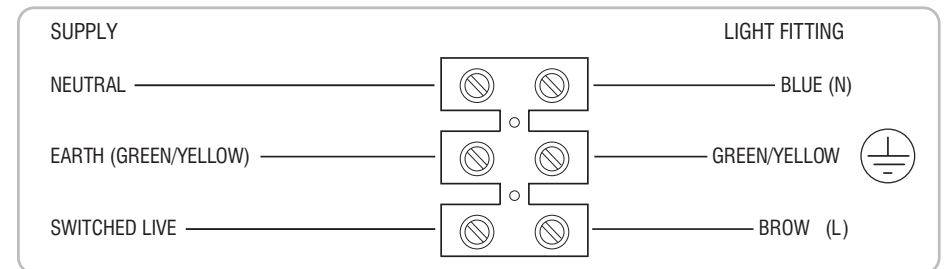 SUPPLY LIGHT FITTING
NEUTRAL BLUE (N)
EARTH (GREEN/YELLOW) GREEN/YELLOW
SWITCHED LIVE BROW (L)